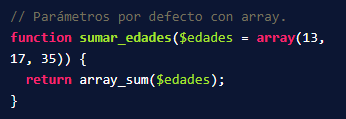 // Parámetros por defecto con array.
function sumar_edades($edades = array(13,
17, 35)) {
  return array_sum($edades);
}